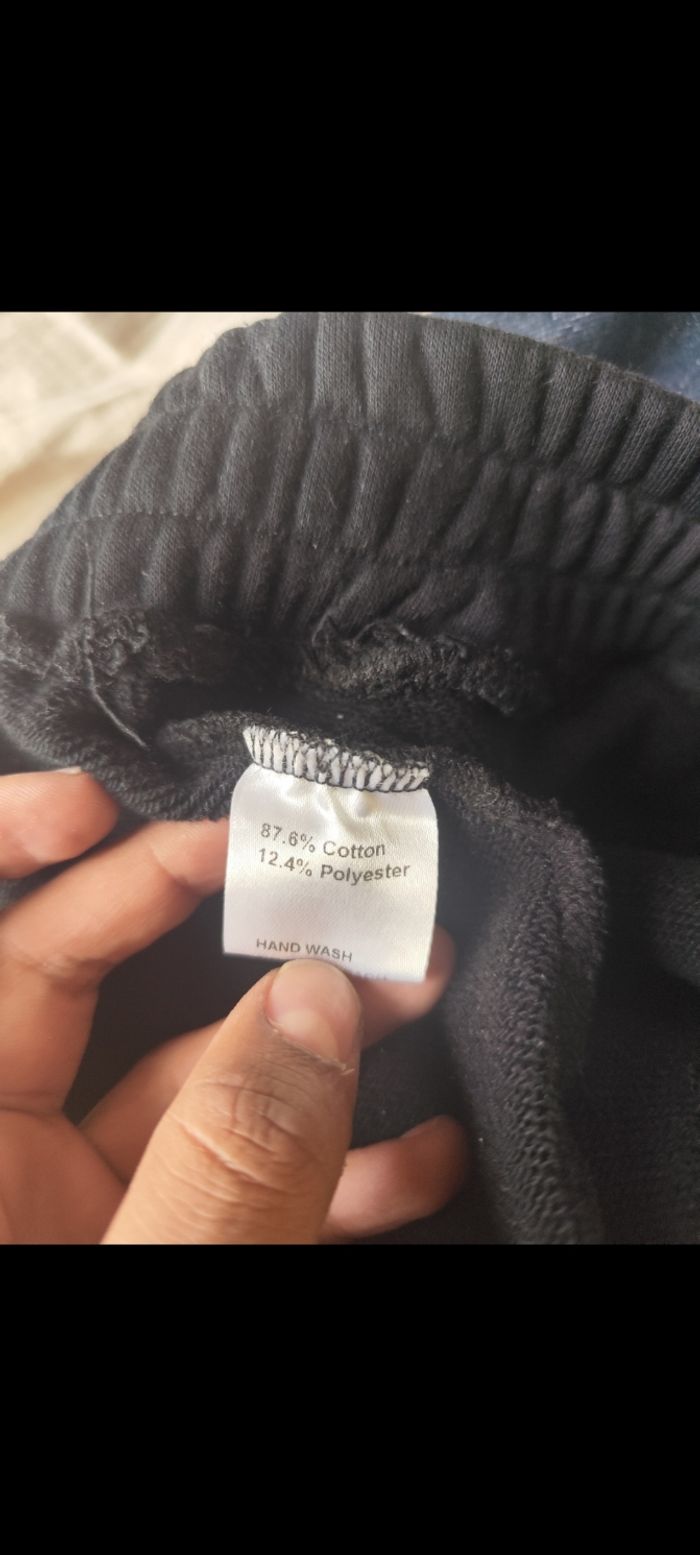 87.6% Cotton
12.4% Polyester
HAND WASH